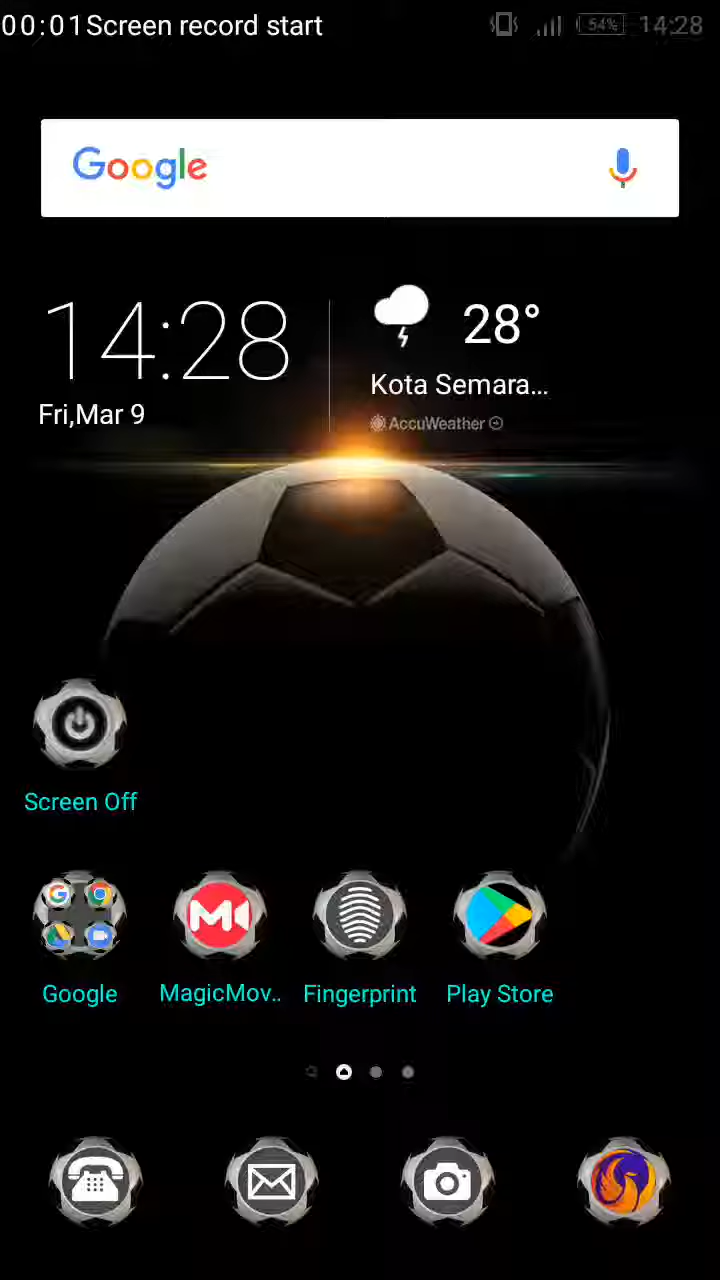 00:01Screen record start 54% 14:28
Google
14:28 28°
Kota Semara...
Fri,Mar 9
AccuWeather
Screen Off
Google MagicMov.. Fingerprint Play Store